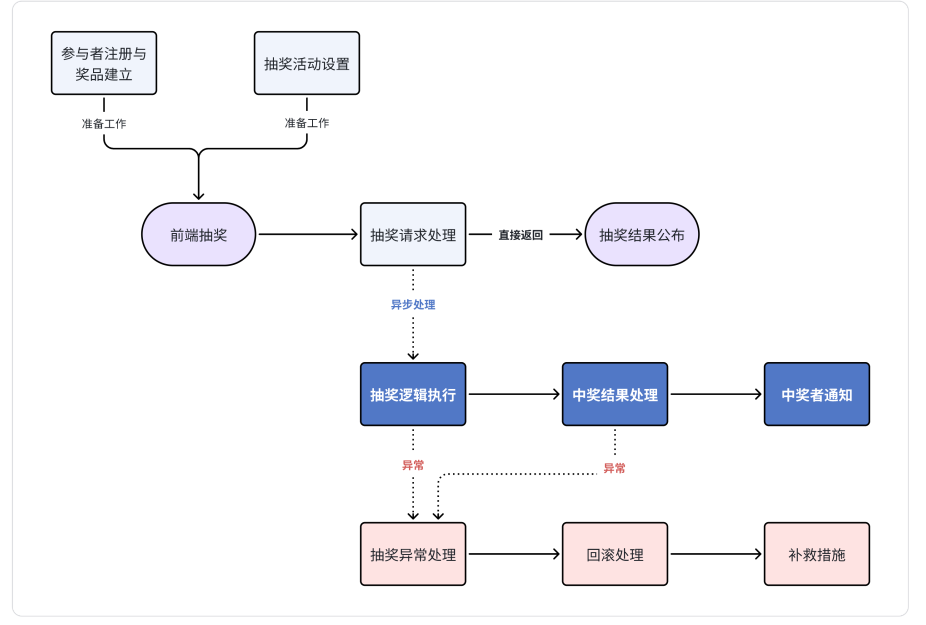 参与者注册与
奖品建立
抽奖活动设置
准备工作
准备工作
前端抽奖
抽奖请求处理
直接返回
抽奖结果公布
异步处理
抽奖逻辑执行
中奖结果处理
中奖者通知
异常
异常
抽奖异常处理
回滚处理
补救措施